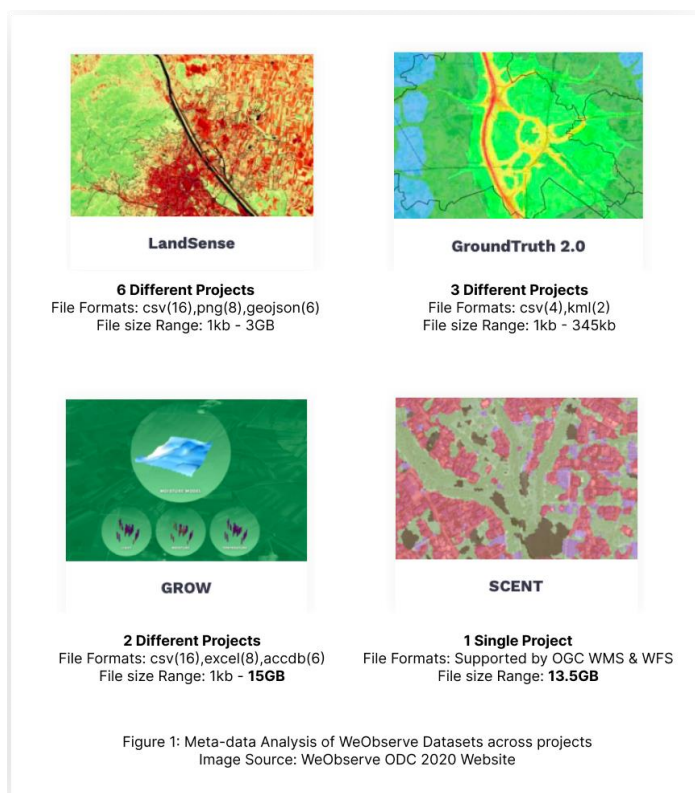 LandSense
6 Different Projects
File Formats: csv(16),png(8),geojson(6)
File size Range: 1kb - 3GB
GroundTruth 2.0
3 Different Projects
File Formats: csv(4),kml(2)
File size Range: 1kb - 345kb
GROW
2 Different Projects
File Formats: csv(16),excel(8),accdb(6)
File size Range: 1kb - 15GB
SCENT
1 Single Project
File Formats: Supported by OGC WMS & WFS
File size Range: 13.5GB
Figure 1: Meta-data Analysis of WeObserve Datasets across projects
Image Source: WeObserve ODC 2020 Website